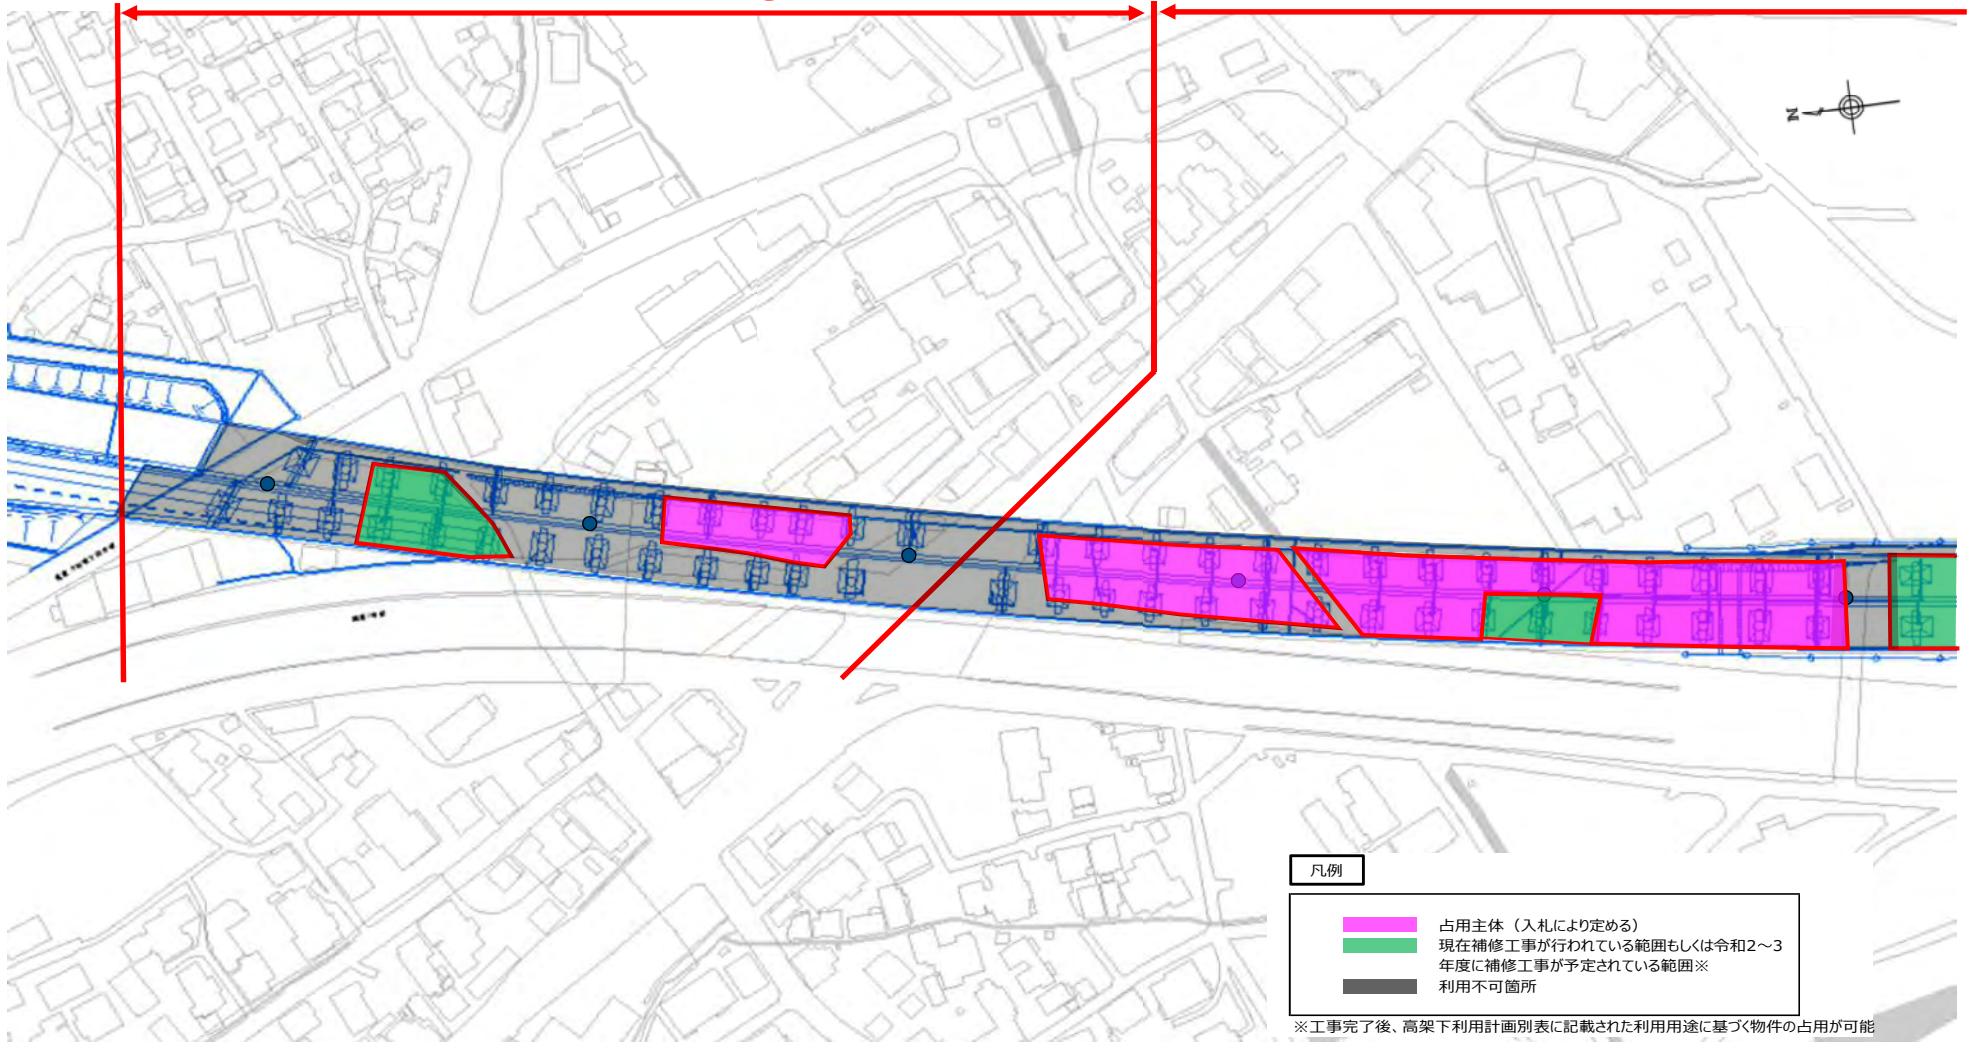 N
国道1号線
凡例
占用主体（入札により定める）
現在補修工事が行われている範囲もしくは令和2～3
年度に補修工事が予定されている範囲※
利用不可箇所
※工事完了後、高架下利用計画別表に記載された利用用途に基づく物件の占用が可能